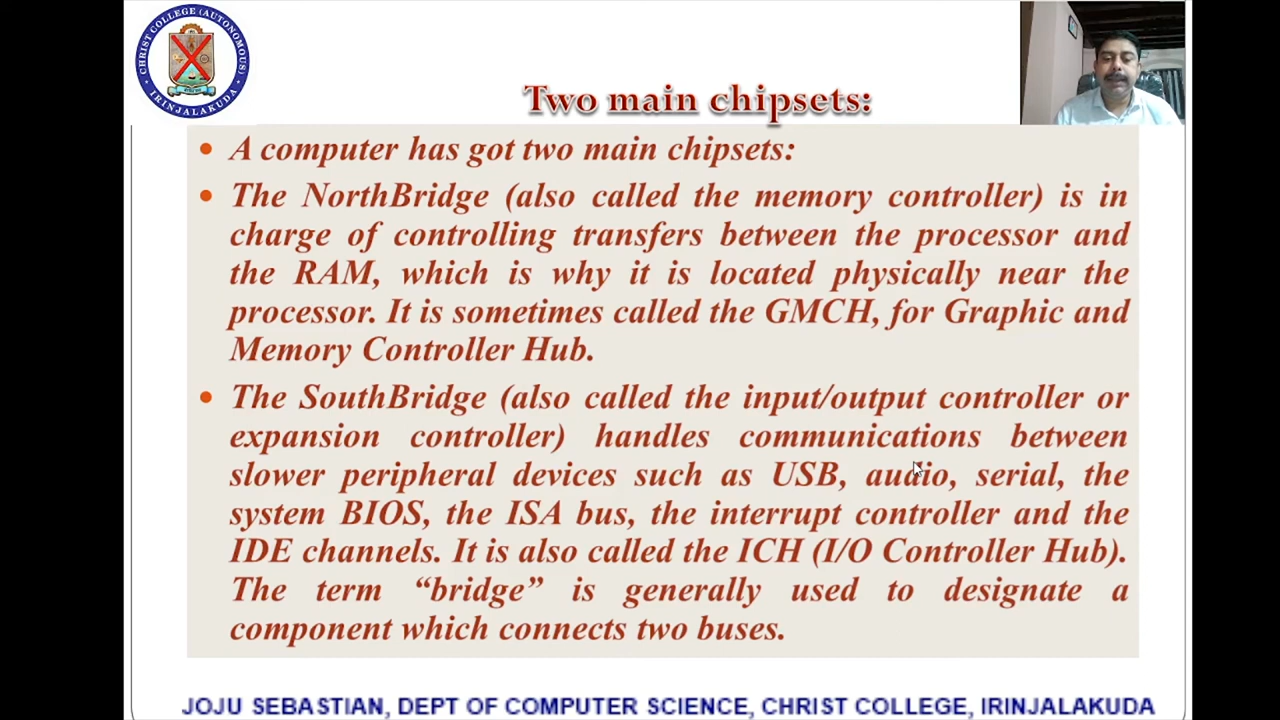 CHRIST COLLEGE (AUTONOMOUS)
IRINJALAKUDA
Two main chipsets:
• A computer has got two main chipsets:
• The NorthBridge (also called the memory controller) is in
charge of controlling transfers between the processor and
the RAM, which is why it is located physically near the
processor. It is sometimes called the GMCH, for Graphic and
Memory Controller Hub.
• The SouthBridge (also called the input/output controller or
expansion controller) handles communications between
slower peripheral devices such as USB, audio, serial, the
system BIOS, the ISA bus, the interrupt controller and the
IDE channels. It is also called the ICH (I/O Controller Hub).
The term “bridge” is generally used to designate a
component which connects two buses.
JOJU SEBASTIAN, DEPT OF COMPUTER SCIENCE, CHRIST COLLEGE, IRINJALAKUDA